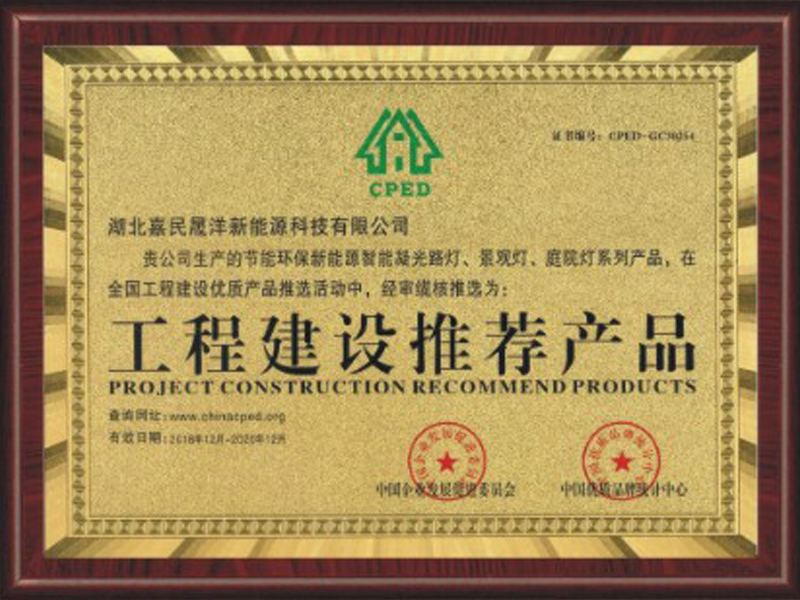 证书编号：CPED-GC30254
CPED
湖北嘉民晟洋新能源科技有限公司
贵公司生产的节能环保新能源智能凝光路灯、景观灯、庭院灯系列产品，在
全国工程建设优质产品推选活动中，经审缋核推选为：
工程建设推荐产品
PROJECT CONSTRUCTION RECOMMEND PRODUCTS
查询网址：www.chinacped.org
有效日期：2018年12月-2020年12月
中国企业发展促进委员会 中国优质品牌统计中心